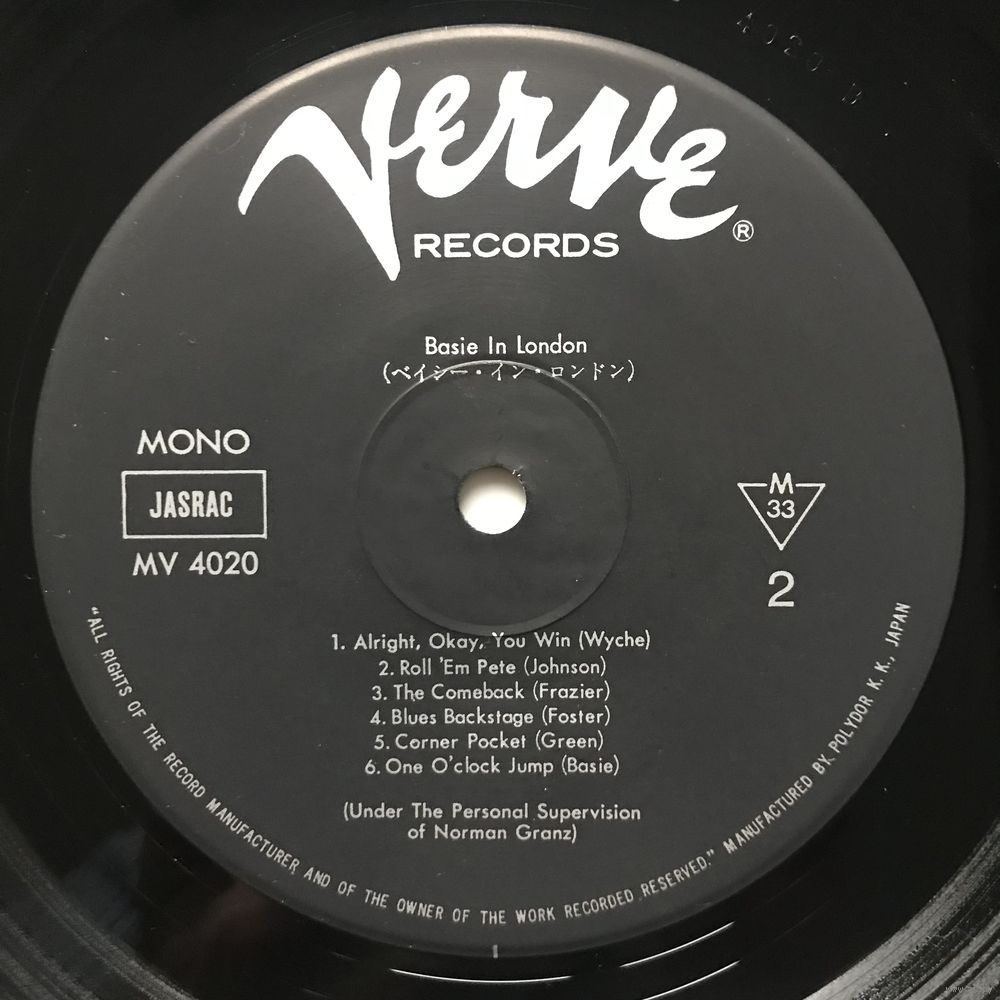 4020 B
Verve
RECORDS
®
Basie In London
(ベイシー・イン・ロンドン)
MONO
JASRAC
MV 4020
M
33
2
1. Alright, Okay, You Win (Wyche)
2. Roll 'Em Pete (Johnson)
3. The Comeback (Frazier)
4. Blues Backstage (Foster)
5. Corner Pocket (Green)
6. One O'clock Jump (Basie)
(Under The Personal Supervision
of Norman Granz)
"ALL RIGHTS OF THE RECORD MANUFACTURER AND OF THE OWNER OF THE WORK RECORDED RESERVED." MANUFACTURED BY POLYDOR K.K., JAPAN